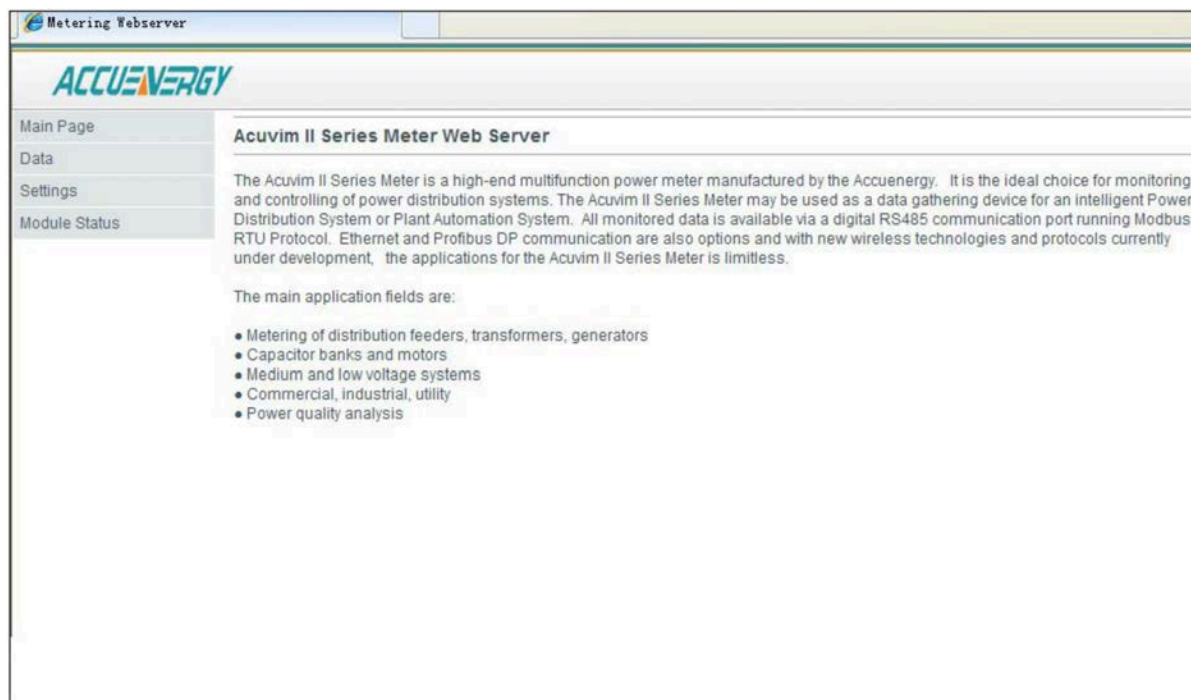 Metering Webserver
ACCUENERGY
Main Page
Data
Settings
Module Status
Acuvim II Series Meter Web Server
The Acuvim II Series Meter is a high-end multifunction power meter manufactured by the Accuenergy. It is the ideal choice for monitoring
and controlling of power distribution systems. The Acuvim II Series Meter may be used as a data gathering device for an intelligent Power
Distribution System or Plant Automation System. All monitored data is available via a digital RS485 communication port running Modbus
RTU Protocol. Ethernet and Profibus DP communication are also options and with new wireless technologies and protocols currently
under development, the applications for the Acuvim II Series Meter is limitless.
The main application fields are:
● Metering of distribution feeders, transformers, generators
● Capacitor banks and motors
● Medium and low voltage systems
● Commercial, industrial, utility
● Power quality analysis